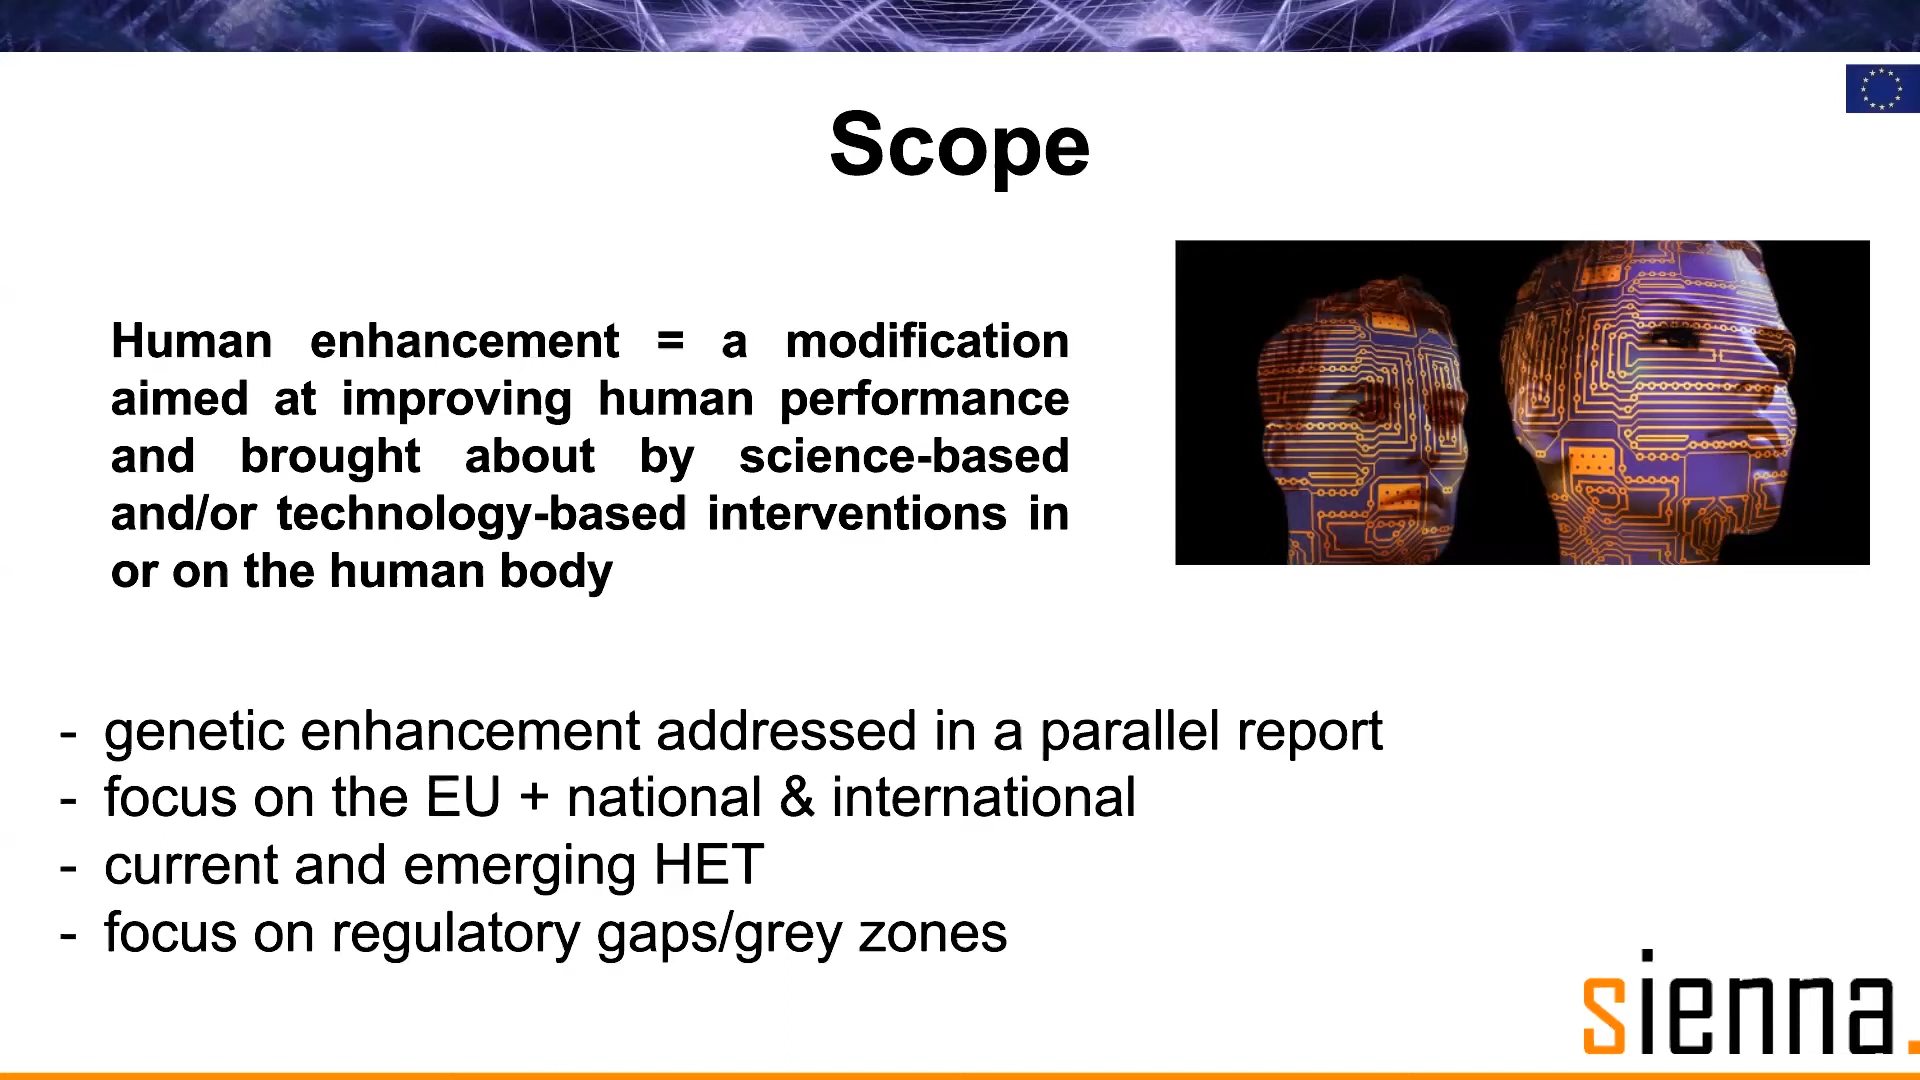 Scope
Human enhancement = a modification
aimed at improving human performance
and brought about by science-based
and/or technology-based interventions in
or on the human body
- genetic enhancement addressed in a parallel report
- focus on the EU + national & international
- current and emerging HET
- focus on regulatory gaps/grey zones
sienna.